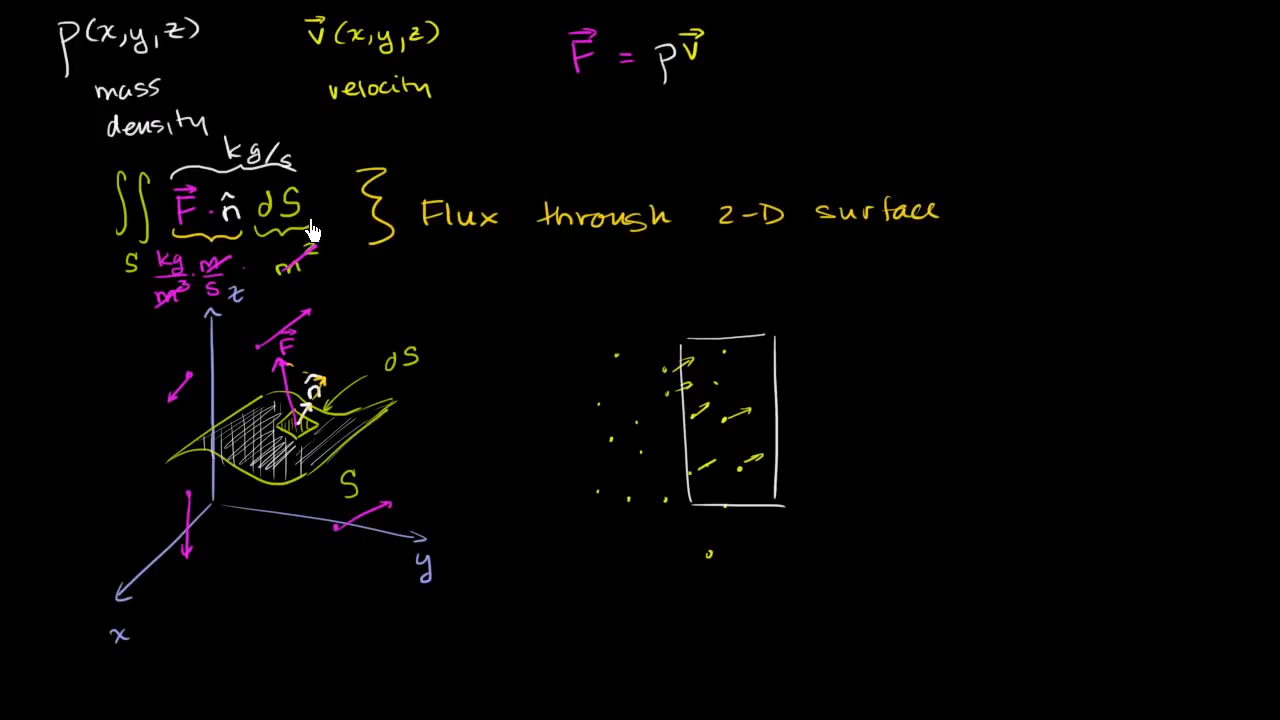 ρ(x,y,z)
mass
density
v⃗(x,y,z)
velocity
F⃗ = ρv⃗
kg/s
∬ F⃗ · n̂ dS } Flux through 2-D surface
S
kg/m³ · m/s · m²
z
F⃗
n̂
dS
S
y
x